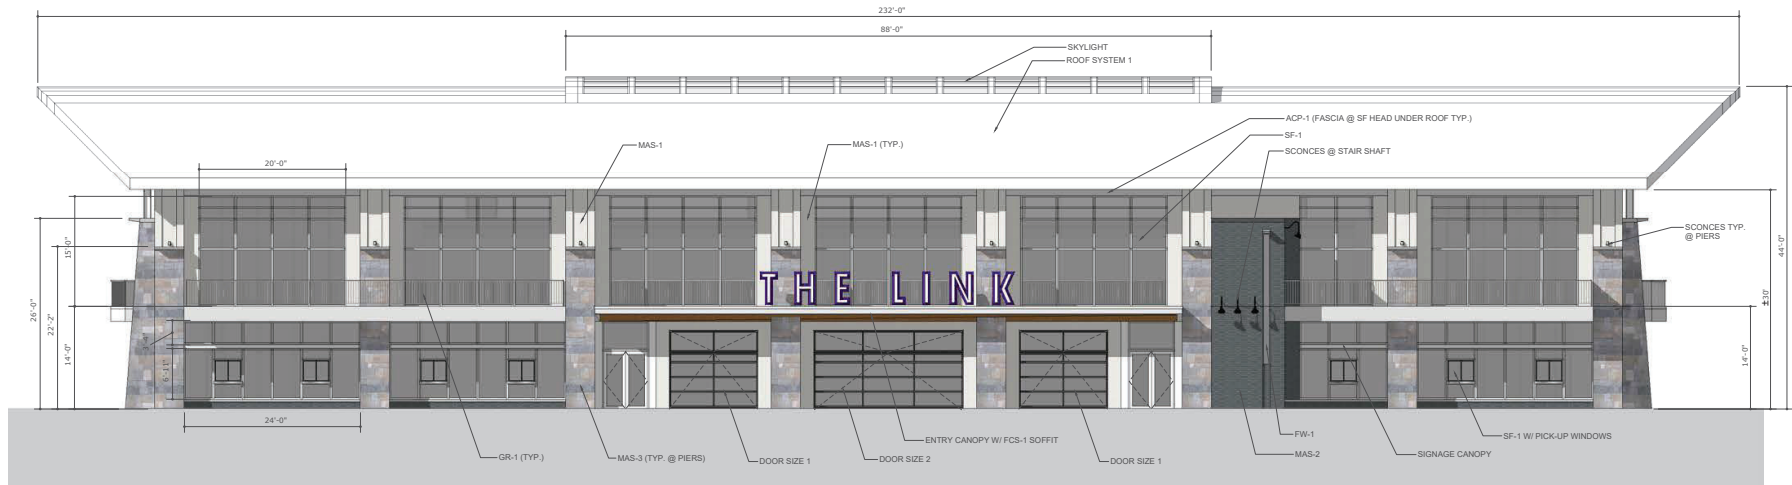 232'-0"
88'-0"
SKYLIGHT
ROOF SYSTEM 1
ACP-1 (FASCIA @ SF HEAD UNDER ROOF TYP.)
SF-1
MAS-1
MAS-1 (TYP.)
SCONCES @ STAIR SHAFT
20'-0"
15'-0"
26'-0"
22'-2"
14'-0"
6'-11"
SCONCES TYP.
@ PIERS
44'-0"
±30'
14'-0"
THE LINK
24'-0"
GR-1 (TYP.)
MAS-3 (TYP. @ PIERS)
DOOR SIZE 1
DOOR SIZE 2
ENTRY CANOPY W/ FCS-1 SOFFIT
DOOR SIZE 1
FW-1
MAS-2
SIGNAGE CANOPY
SF-1 W/ PICK-UP WINDOWS